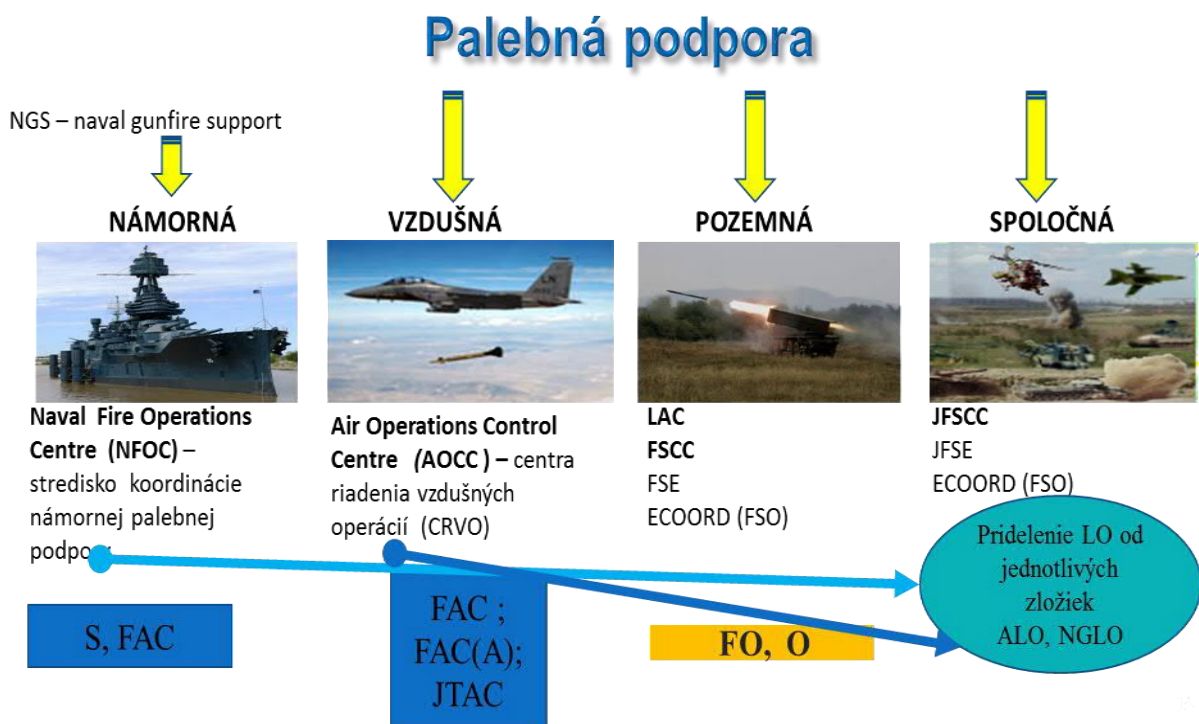 Palebná podpora
NGS – naval gunfire support
NÁMORNÁ
Naval Fire Operations
Centre (NFOC) –
stredisko koordinácie
námornej palebnej
podpory
S, FAC
VZDUŠNÁ
Air Operations Control
Centre (AOCC ) – centra
riadenia vzdušných
operácií (CRVO)
FAC ;
FAC(A);
JTAC
POZEMNÁ
LAC
FSCC
FSE
ECOORD (FSO)
FO, O
SPOLOČNÁ
JFSCC
JFSE
ECOORD (FSO)
Pridelenie LO od
jednotlivých
zložiek
ALO, NGLO